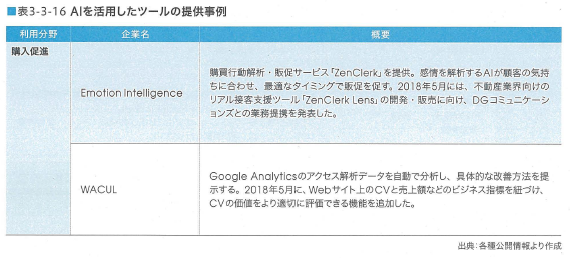 ■表3-3-16 AIを活用したツールの提供事例
利用分野 企業名 概要
購入促進
Emotion Intelligence
購買行動解析・販促サービス「ZenClerk」を提供。感情を解析するAIが顧客の気持
ちに合わせ、最適なタイミングで販促を促す。2018年5月には、不動産業界向けの
リアル接客支援ツール「ZenClerk Lens」の開発・販売に向け、DGコミュニケーショ
ンズとの業務提携を発表した。
WACUL
Google Analyticsのアクセス解析データを自動で分析し、具体的な改善方法を提
示する。2018年5月に、Webサイト上のCVと売上額などのビジネス指標を紐づけ、
CVの価値をより適切に評価できる機能を追加した。
出典：各種公開情報より作成